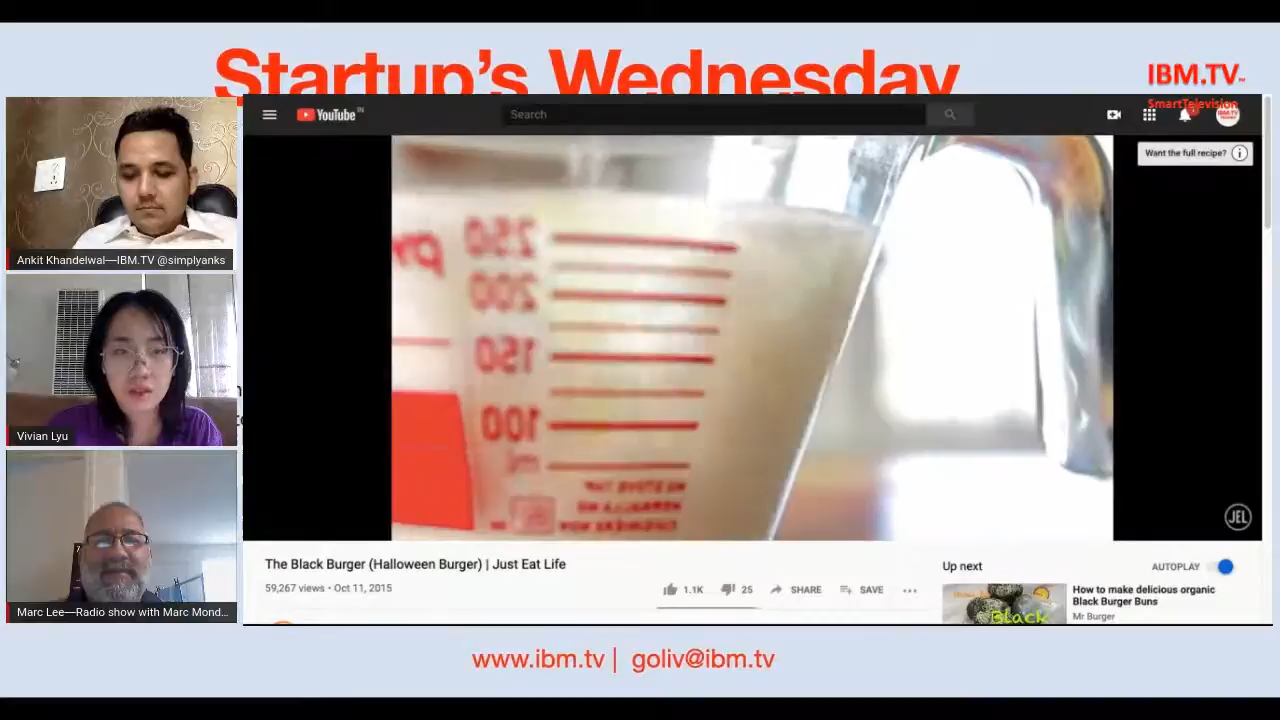 Startup's Wednesday
IBM.TV
SmartTelevision
YouTube IN
Search
Want the full recipe?
250
200
150
100
ml
JEL
Ankit Khandelwal—IBM.TV @simplyanks
Vivian Lyu
Marc Lee—Radio show with Marc Mond...
The Black Burger (Halloween Burger) | Just Eat Life
59,267 views • Oct 11, 2015
1.1K
25
SHARE
SAVE
Up next
AUTOPLAY
How to make delicious organic
Black Burger Buns
Mr Burger
Black
www.ibm.tv | goliv@ibm.tv